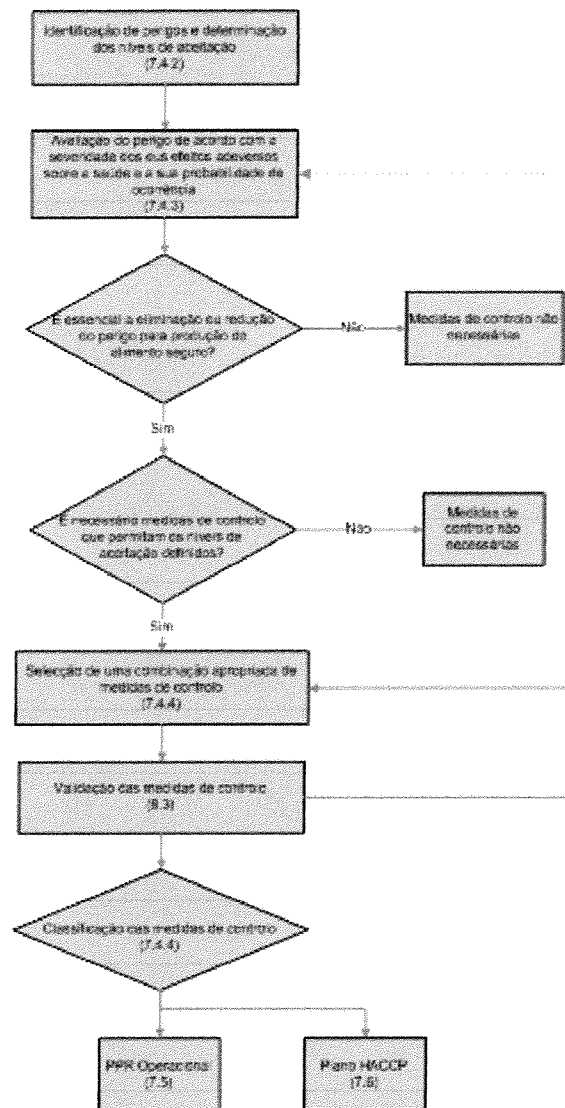 Identificação de perigos e determinação
dos níveis de aceitação
(7.4.2)
Avaliação do perigo de acordo com a
severidade dos sus efeitos adeversos
sobre a saúde e a sua probabilidade de
ocorrência
(7.4.3)
É essencial a eliminação ou redução
do perigo para produção de
alimento seguro?
Não
Medidas de controlo não
necessárias
Sim
É necessário medidas de controlo
que permitam os níveis de
aceitação definidos?
Não
Medidas de
controlo não
necessárias
Sim
Selecção de uma combinação apropriada de
medidas de controlo
(7.4.4)
Validação das medidas de controlo
(8.3)
Classificação das medidas de controlo
(7.4.4)
PPR Operacional
(7.5)
Plano HACCP
(7.6)